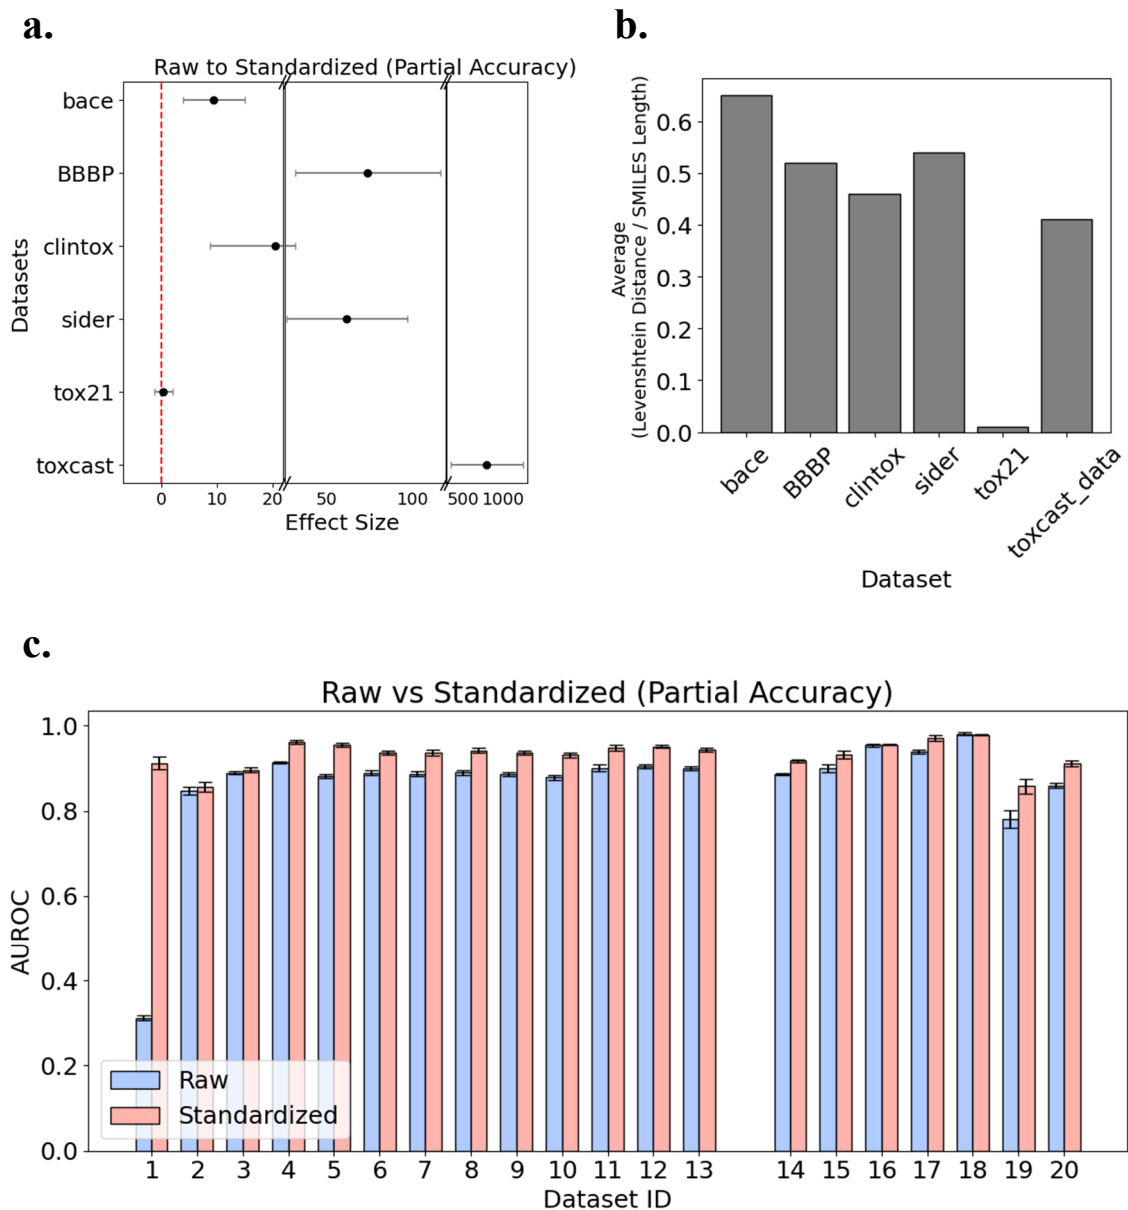 a.
Raw to Standardized (Partial Accuracy)
Datasets
bace
BBBP
clintox
sider
tox21
toxcast
0 10 20 50 100 500 1000
Effect Size
b.
Average
(Levenshtein Distance / SMILES Length)
0.6
0.5
0.4
0.3
0.2
0.1
0.0
bace BBBP clintox sider tox21 toxcast_data
Dataset
c.
Raw vs Standardized (Partial Accuracy)
AUROC
1.0
0.8
0.6
0.4
0.2
0.0
Raw
Standardized
1 2 3 4 5 6 7 8 9 10 11 12 13 14 15 16 17 18 19 20
Dataset ID